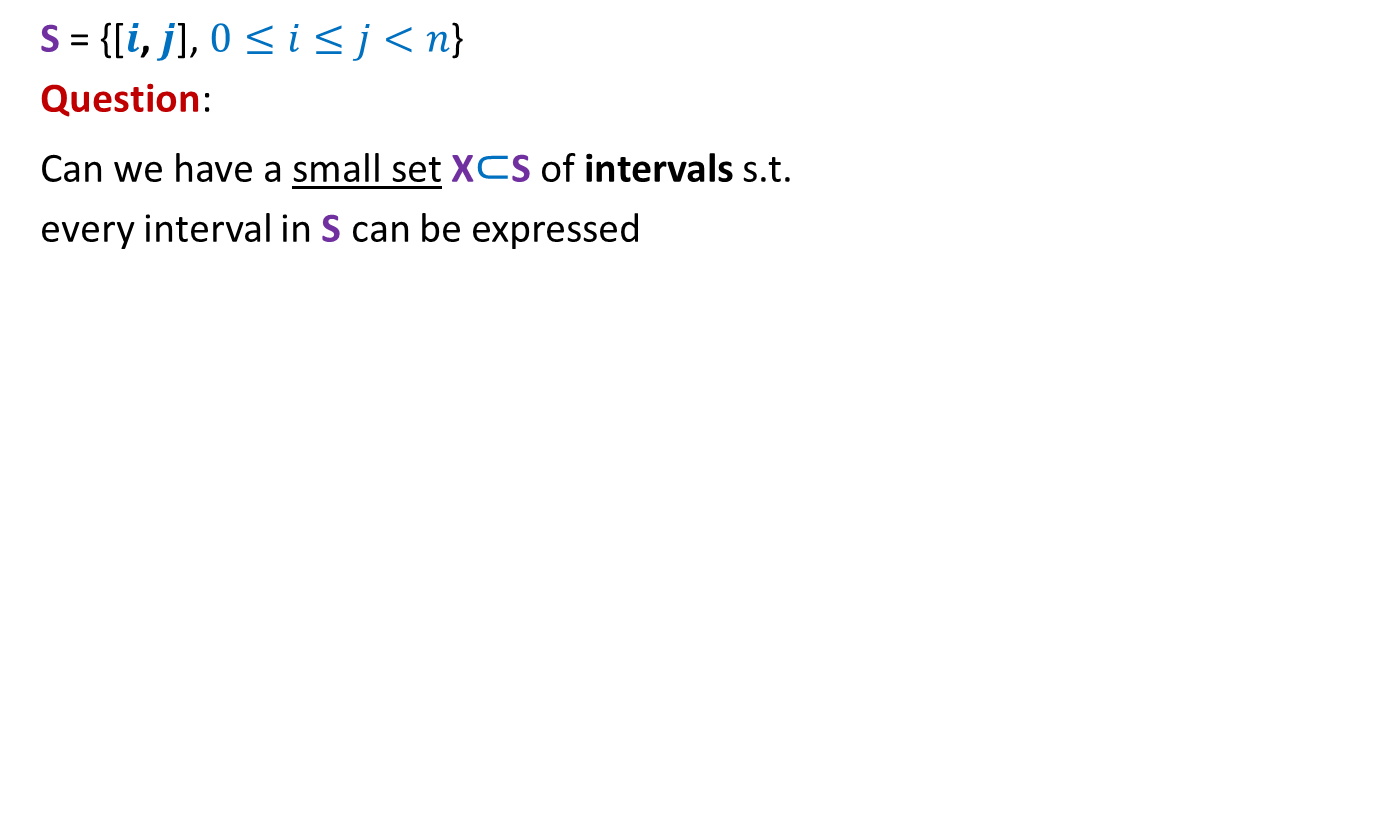 S = {[i, j], 0 ≤ i ≤ j < n}
Question:
Can we have a small set X⊂S of intervals s.t.
every interval in S can be expressed